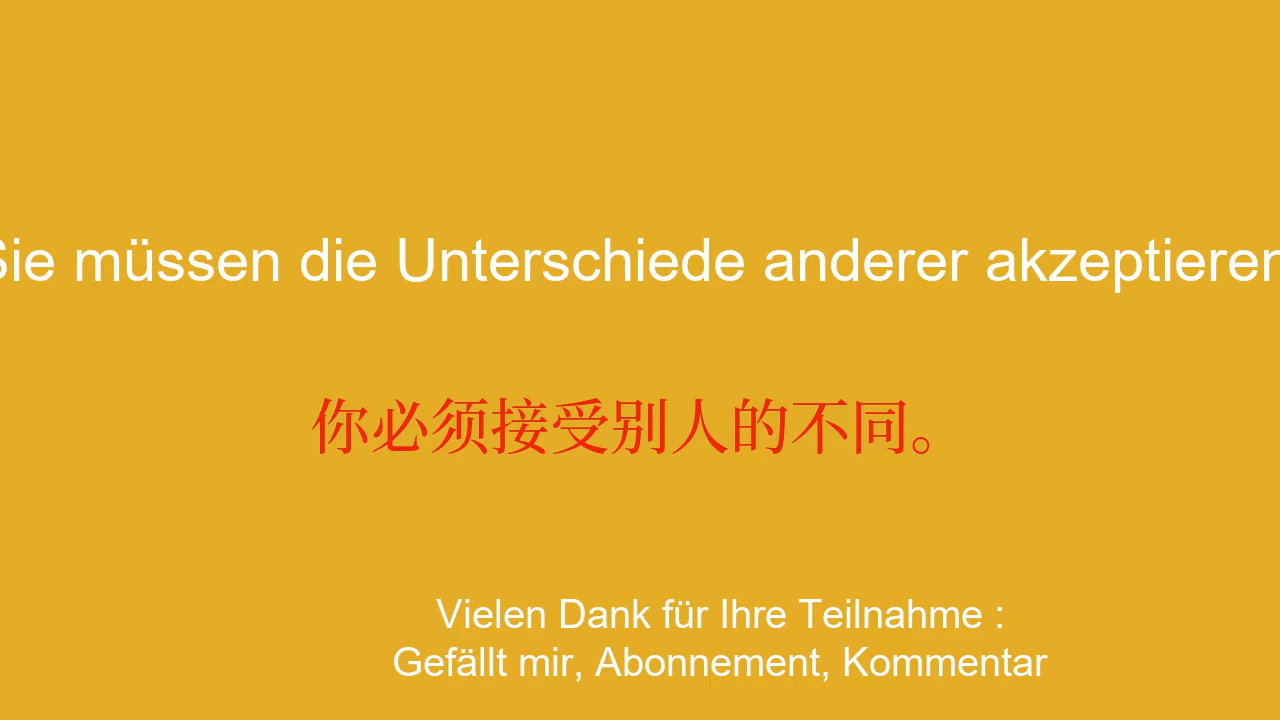 Sie müssen die Unterschiede anderer akzeptieren
你必须接受别人的不同。
Vielen Dank für Ihre Teilnahme :
Gefällt mir, Abonnement, Kommentar